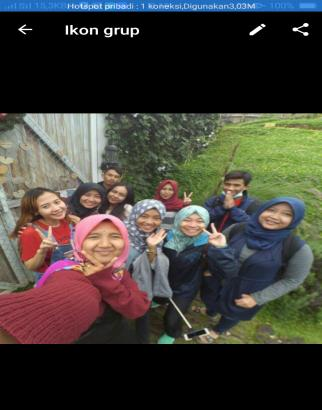 Hotspot pribadi : 1 koneksi,Digunakan3,03M
100%
Ikon grup